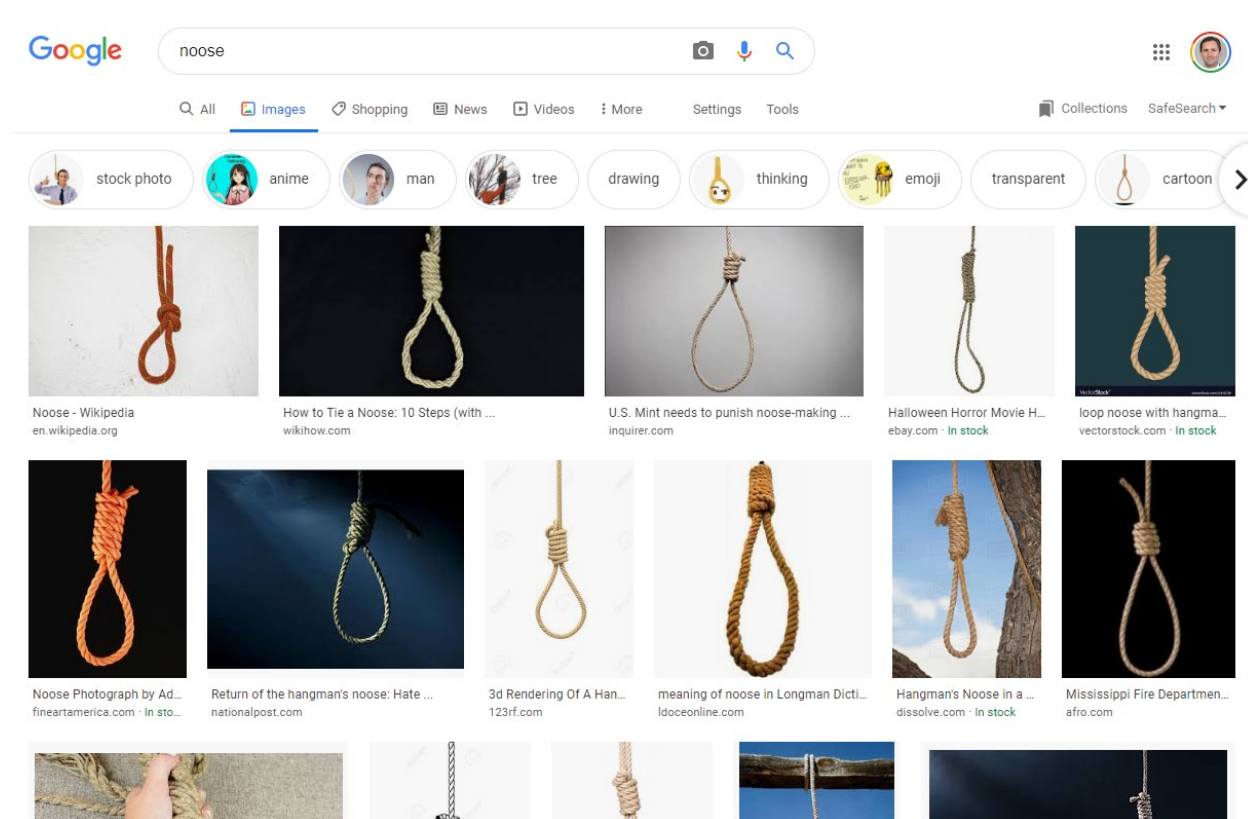 Google
noose
All
Images
Shopping
News
Videos
More
Settings
Tools
Collections
SafeSearch
stock photo
anime
man
tree
drawing
thinking
emoji
transparent
cartoon
Noose - Wikipedia
en.wikipedia.org
How to Tie a Noose: 10 Steps (with ...
wikihow.com
U.S. Mint needs to punish noose-making ...
inquirer.com
Halloween Horror Movie H...
ebay.com · In stock
VectorStock
loop noose with hangma...
vectorstock.com · In stock
Noose Photograph by Ad...
fineartamerica.com · In sto...
Return of the hangman's noose: Hate ...
nationalpost.com
3d Rendering Of A Han...
123rf.com
meaning of noose in Longman Dicti...
ldoceonline.com
Hangman's Noose in a ...
dissolve.com · In stock
Mississippi Fire Departmen...
afro.com